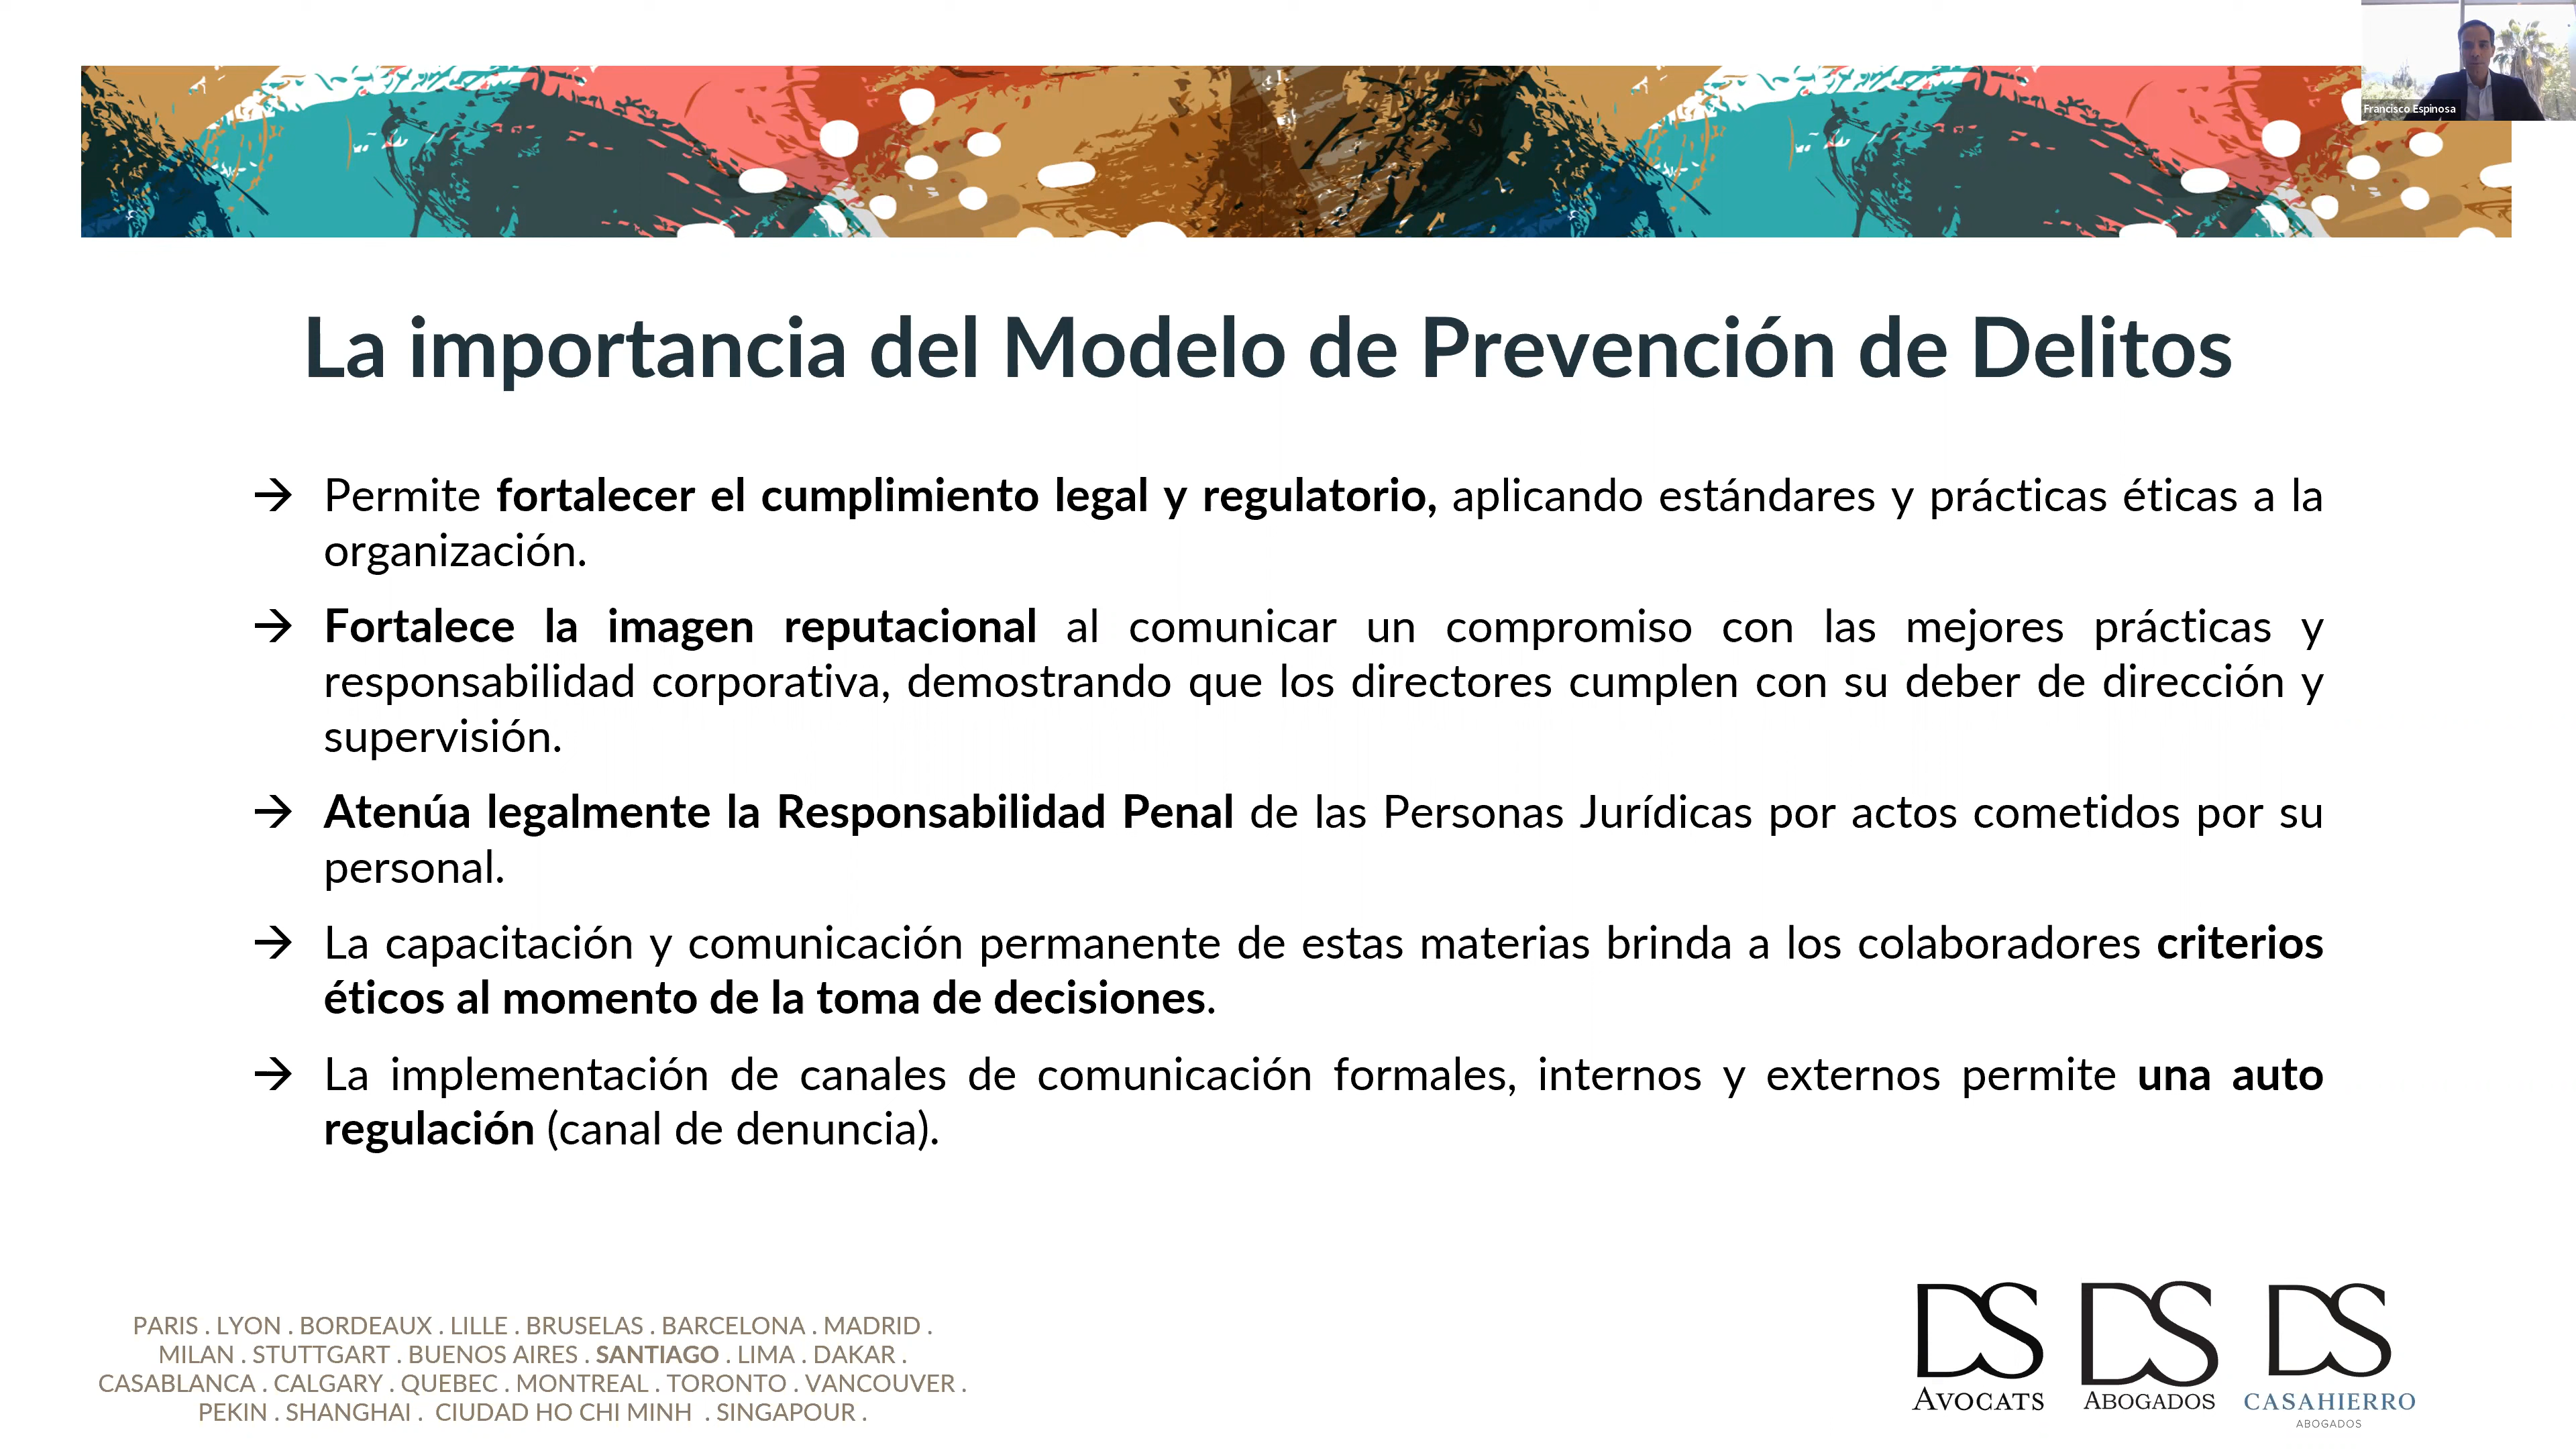 Francisco Espinosa
La importancia del Modelo de Prevención de Delitos
→ Permite fortalecer el cumplimiento legal y regulatorio, aplicando estándares y prácticas éticas a la
organización.
→ Fortalece la imagen reputacional al comunicar un compromiso con las mejores prácticas y
responsabilidad corporativa, demostrando que los directores cumplen con su deber de dirección y
supervisión.
→ Atenúa legalmente la Responsabilidad Penal de las Personas Jurídicas por actos cometidos por su
personal.
→ La capacitación y comunicación permanente de estas materias brinda a los colaboradores criterios
éticos al momento de la toma de decisiones.
→ La implementación de canales de comunicación formales, internos y externos permite una auto
regulación (canal de denuncia).
PARIS . LYON . BORDEAUX . LILLE . BRUSELAS . BARCELONA . MADRID .
MILAN . STUTTGART . BUENOS AIRES . SANTIAGO . LIMA . DAKAR .
CASABLANCA . CALGARY . QUEBEC . MONTREAL . TORONTO . VANCOUVER .
PEKIN . SHANGHAI . CIUDAD HO CHI MINH . SINGAPOUR .
DS
AVOCATS
DS
ABOGADOS
DS
CASAHIERRO
ABOGADOS